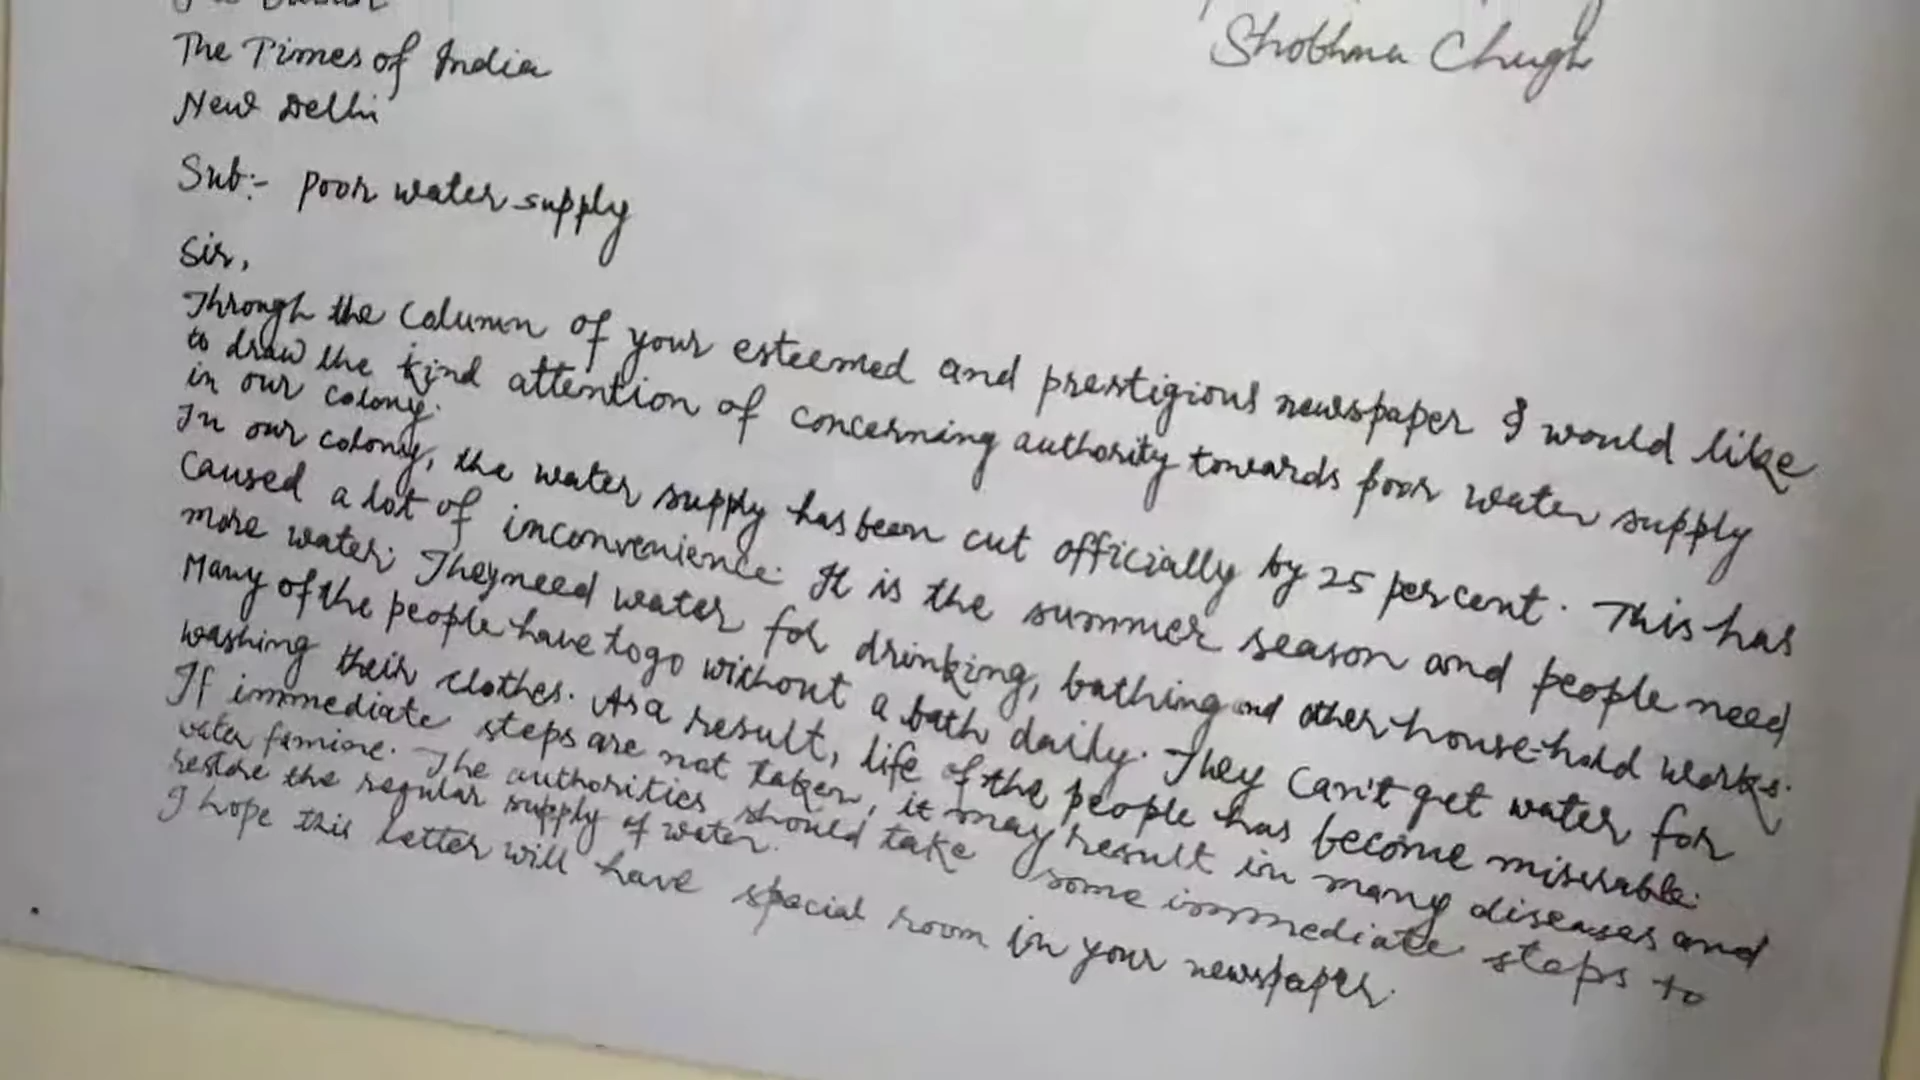 The Times of India
New Delhi
Shobhna Chugh
Sub:- poor water supply
Sir,
Through the column of your esteemed and prestigious newspaper I would like
to draw the kind attention of concerning authority towards poor water supply
in our colony.
In our colony, the water supply has been cut officially by 25 percent. This has
caused a lot of inconvenience. It is the summer season and people need
more water. They need water for drinking, bathing and other house-hold works.
Many of the people have to go without a bath daily. They can't get water for
washing their clothes. As a result, life of the people has become miserable.
If immediate steps are not taken, it may result in many diseases and
water famine. The authorities should take some immediate steps to
restore the regular supply of water.
I hope this letter will have special room in your newspaper.